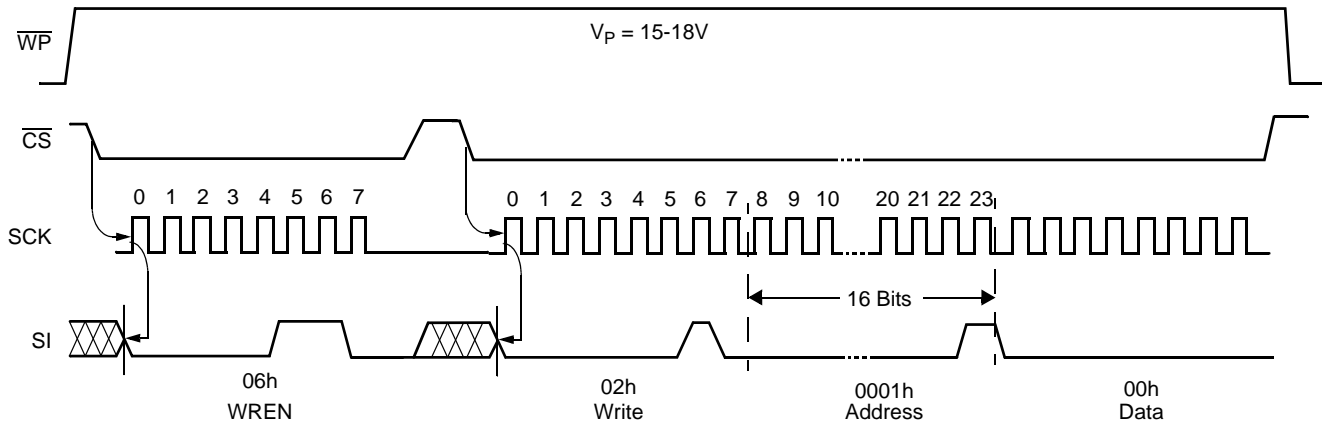 WP
V_P = 15-18V
CS
0 1 2 3 4 5 6 7 0 1 2 3 4 5 6 7 8 9 10 20 21 22 23
SCK
16 Bits
SI
06h 02h 0001h 00h
WREN Write Address Data